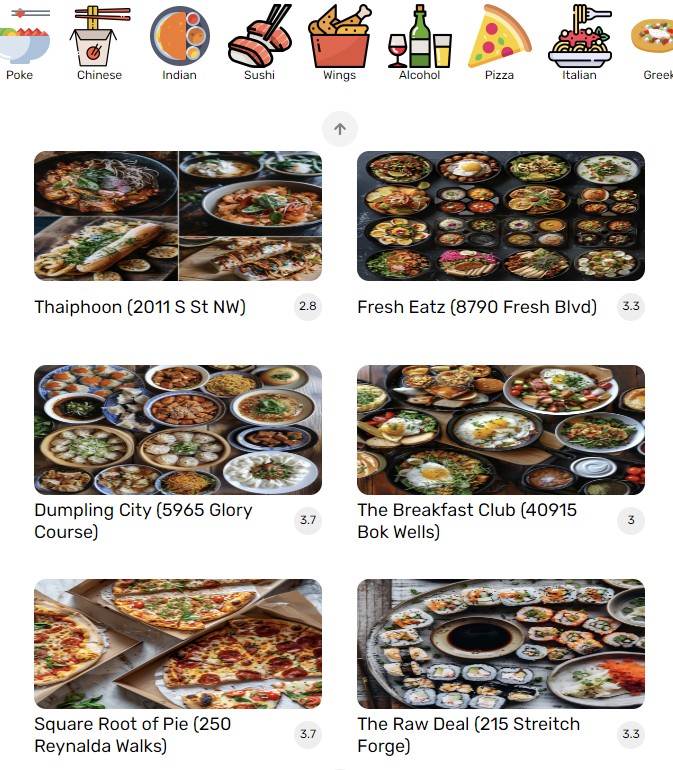 Poke
Chinese
Indian
Sushi
Wings
Alcohol
Pizza
Italian
Greek
Thaiphoon (2011 S St NW)
2.8
Fresh Eatz (8790 Fresh Blvd)
3.3
Dumpling City (5965 Glory
Course)
3.7
The Breakfast Club (40915
Bok Wells)
3
Square Root of Pie (250
Reynalda Walks)
3.7
The Raw Deal (215 Streitch
Forge)
3.3